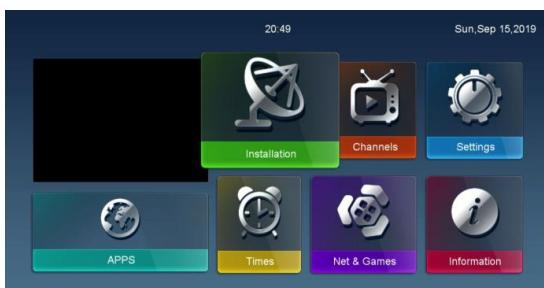 20:49
Sun,Sep 15,2019
Installation
Channels
Settings
APPS
Times
Net & Games
Information